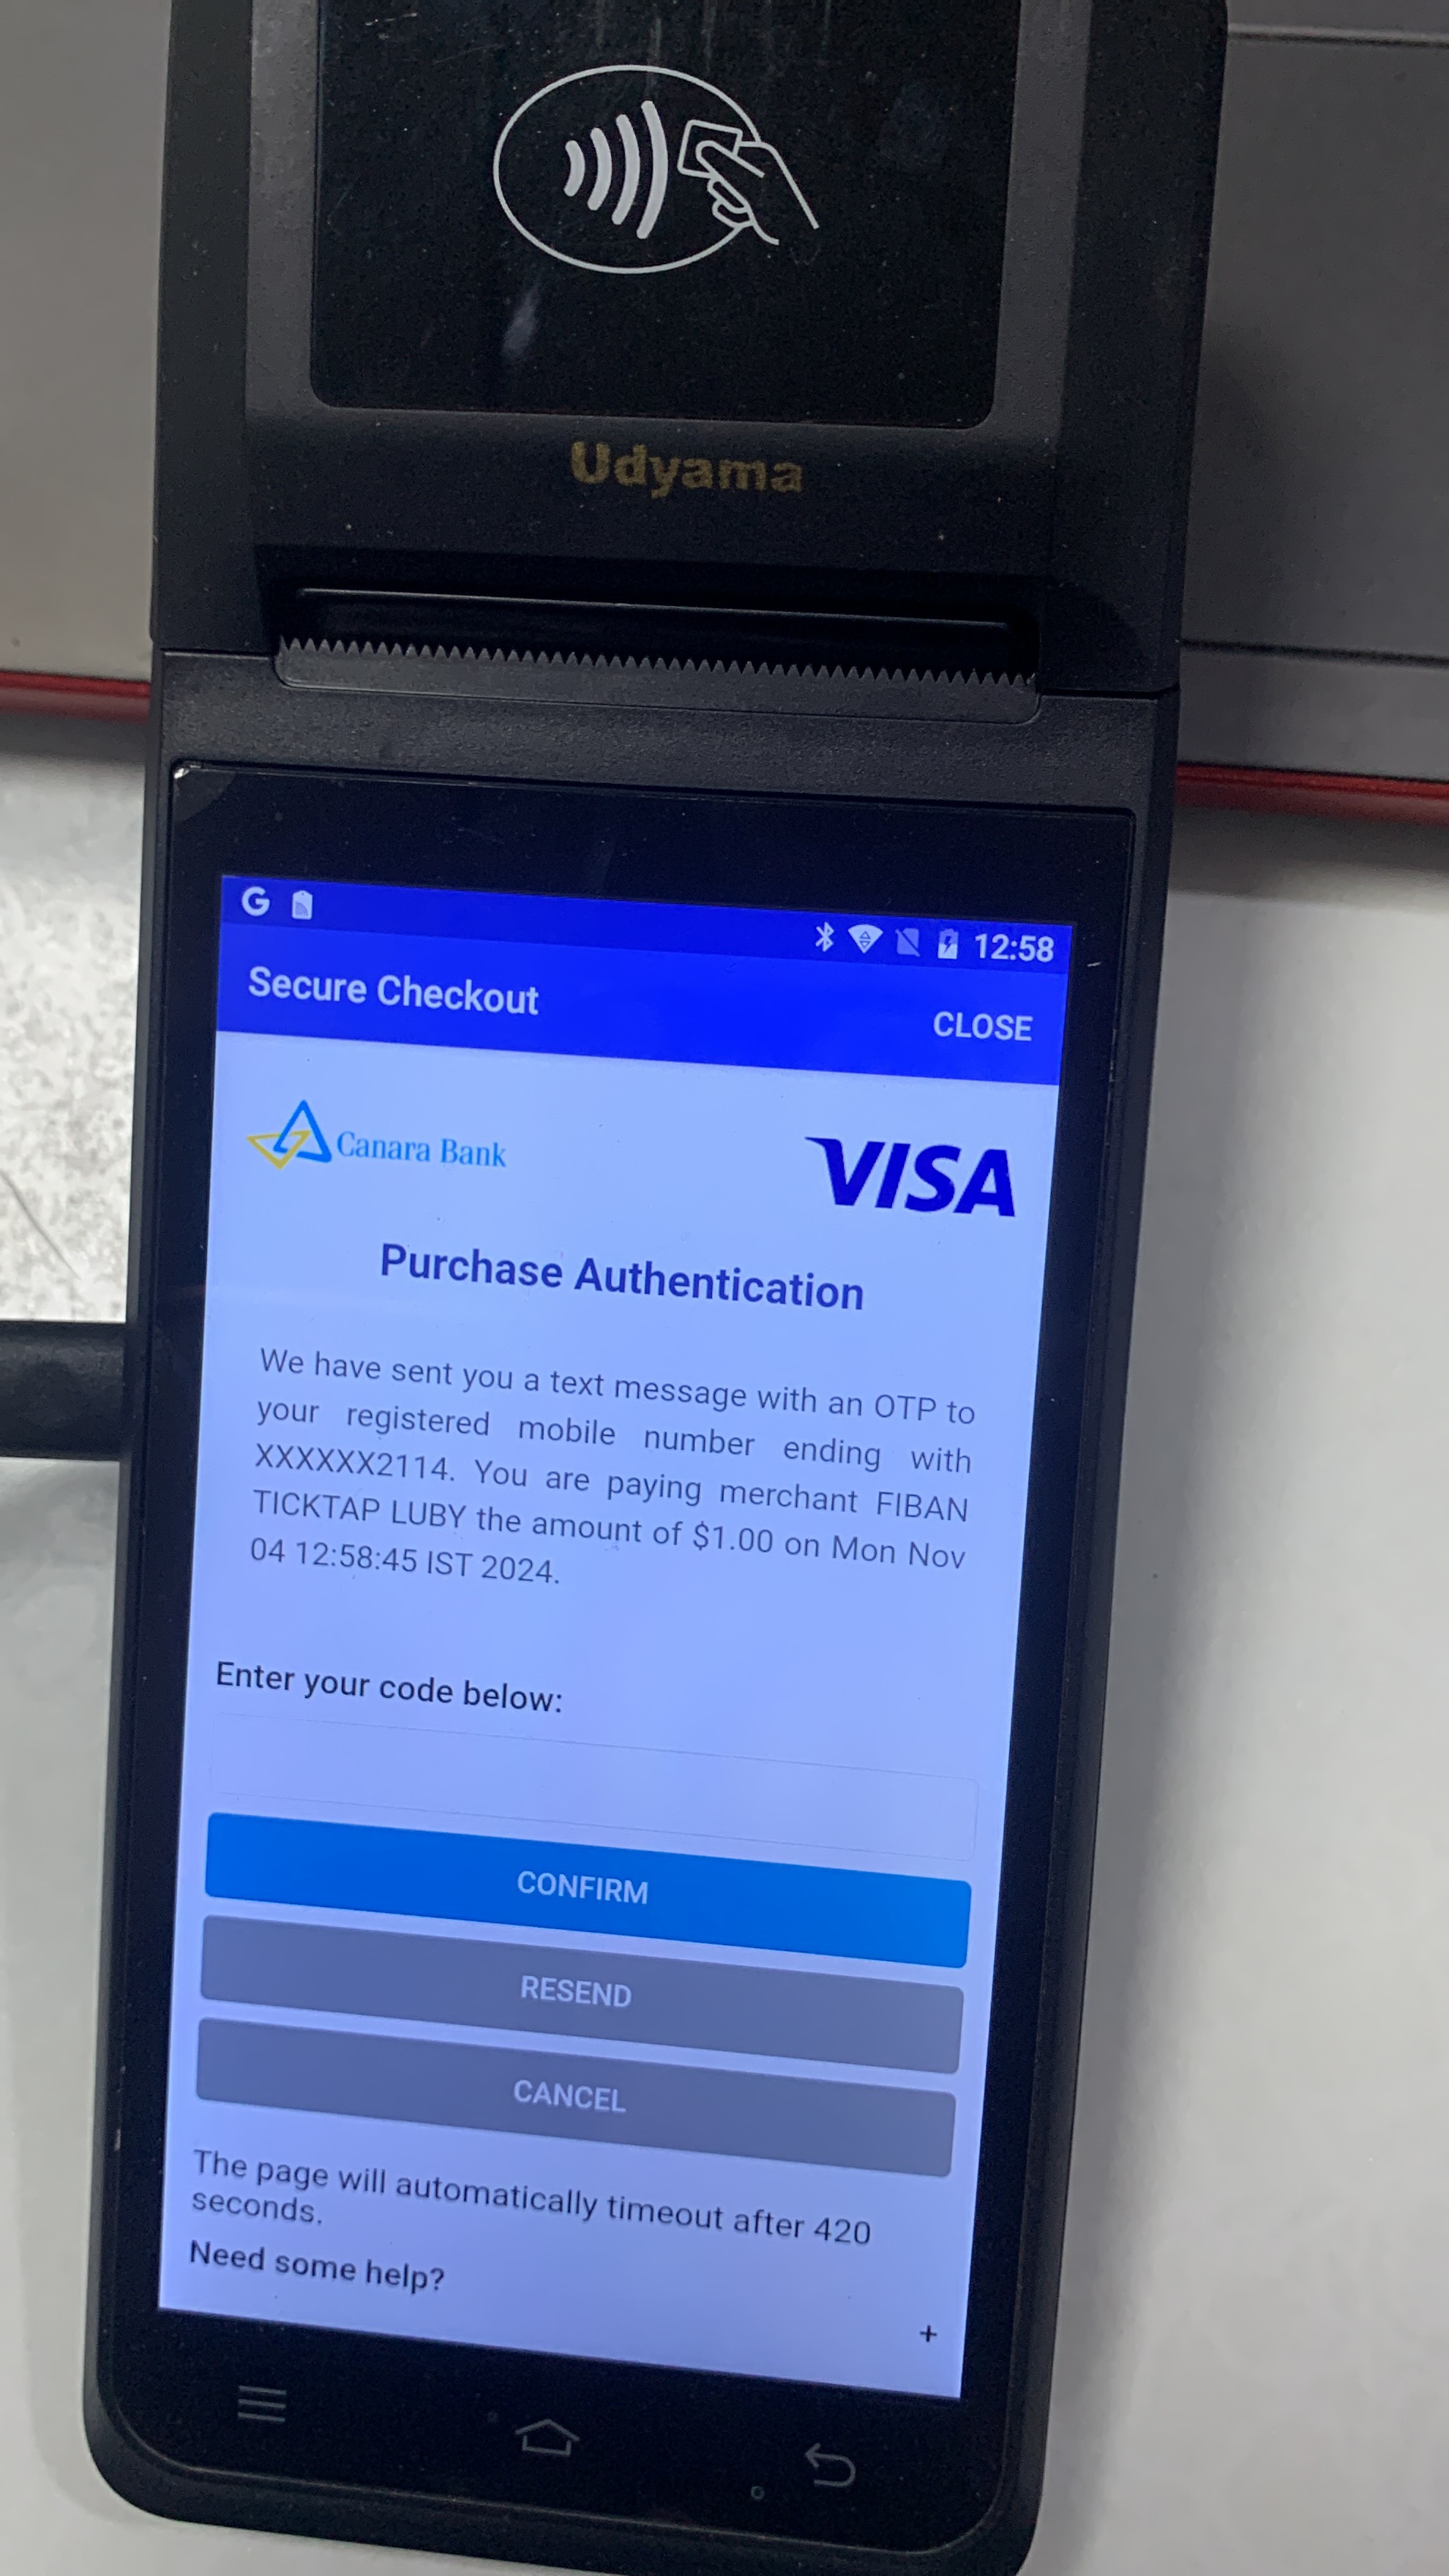 Udyama
G
12:58
Secure Checkout
CLOSE
Canara Bank
VISA
Purchase Authentication
We have sent you a text message with an OTP to
your registered mobile number ending with
XXXXXX2114. You are paying merchant FIBAN
TICKTAP LUBY the amount of $1.00 on Mon Nov
04 12:58:45 IST 2024.
Enter your code below:
CONFIRM
RESEND
CANCEL
The page will automatically timeout after 420
seconds.
Need some help?
+